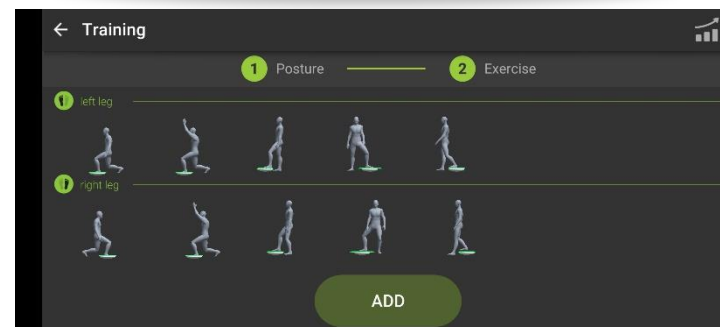 Training
1 Posture 2 Exercise
left leg
right leg
ADD